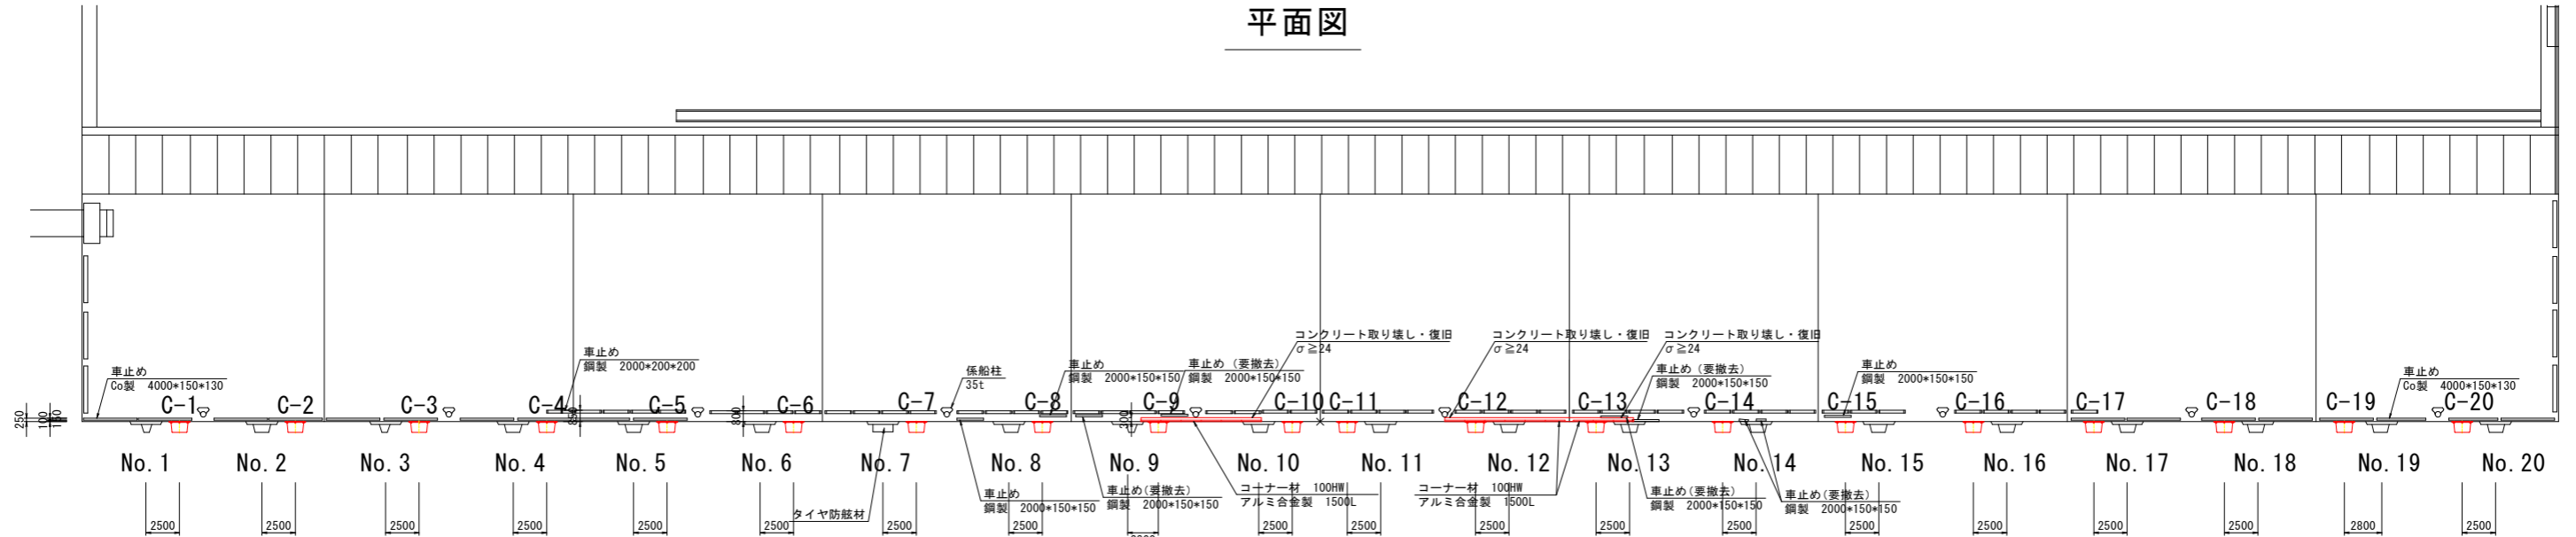 平面図
コンクリート取り壊し・復旧
σ≧24
コンクリート取り壊し・復旧
σ≧24
コンクリート取り壊し・復旧
σ≧24
車止め
鋼製 2000*200*200
車止め
Co製 4000*150*130
係船柱
35t
車止め
鋼製 2000*150*150
車止め（要撤去）
鋼製 2000*150*150
車止め（要撤去）
鋼製 2000*150*150
車止め
鋼製 2000*150*150
車止め
Co製 4000*150*130
C-1 C-2 C-3 C-4 C-5 C-6 C-7 C-8 C-9 C-10 C-11 C-12 C-13 C-14 C-15 C-16 C-17 C-18 C-19 C-20
250
100
150
850
800
No.1 No.2 No.3 No.4 No.5 No.6 No.7 No.8 No.9 No.10 No.11 No.12 No.13 No.14 No.15 No.16 No.17 No.18 No.19 No.20
車止め
鋼製 2000*150*150
車止め(要撤去)
鋼製 2000*150*150
コーナー材 100HW
アルミ合金製 1500L
コーナー材 100HW
アルミ合金製 1500L
車止め(要撤去)
鋼製 2000*150*150
車止め(要撤去)
鋼製 2000*150*150
タイヤ防舷材
2500 2500 2500 2500 2500 2500 2500 2500 2500 2500 2500 2500 2500 2500 2500 2500 2500 2800 2500